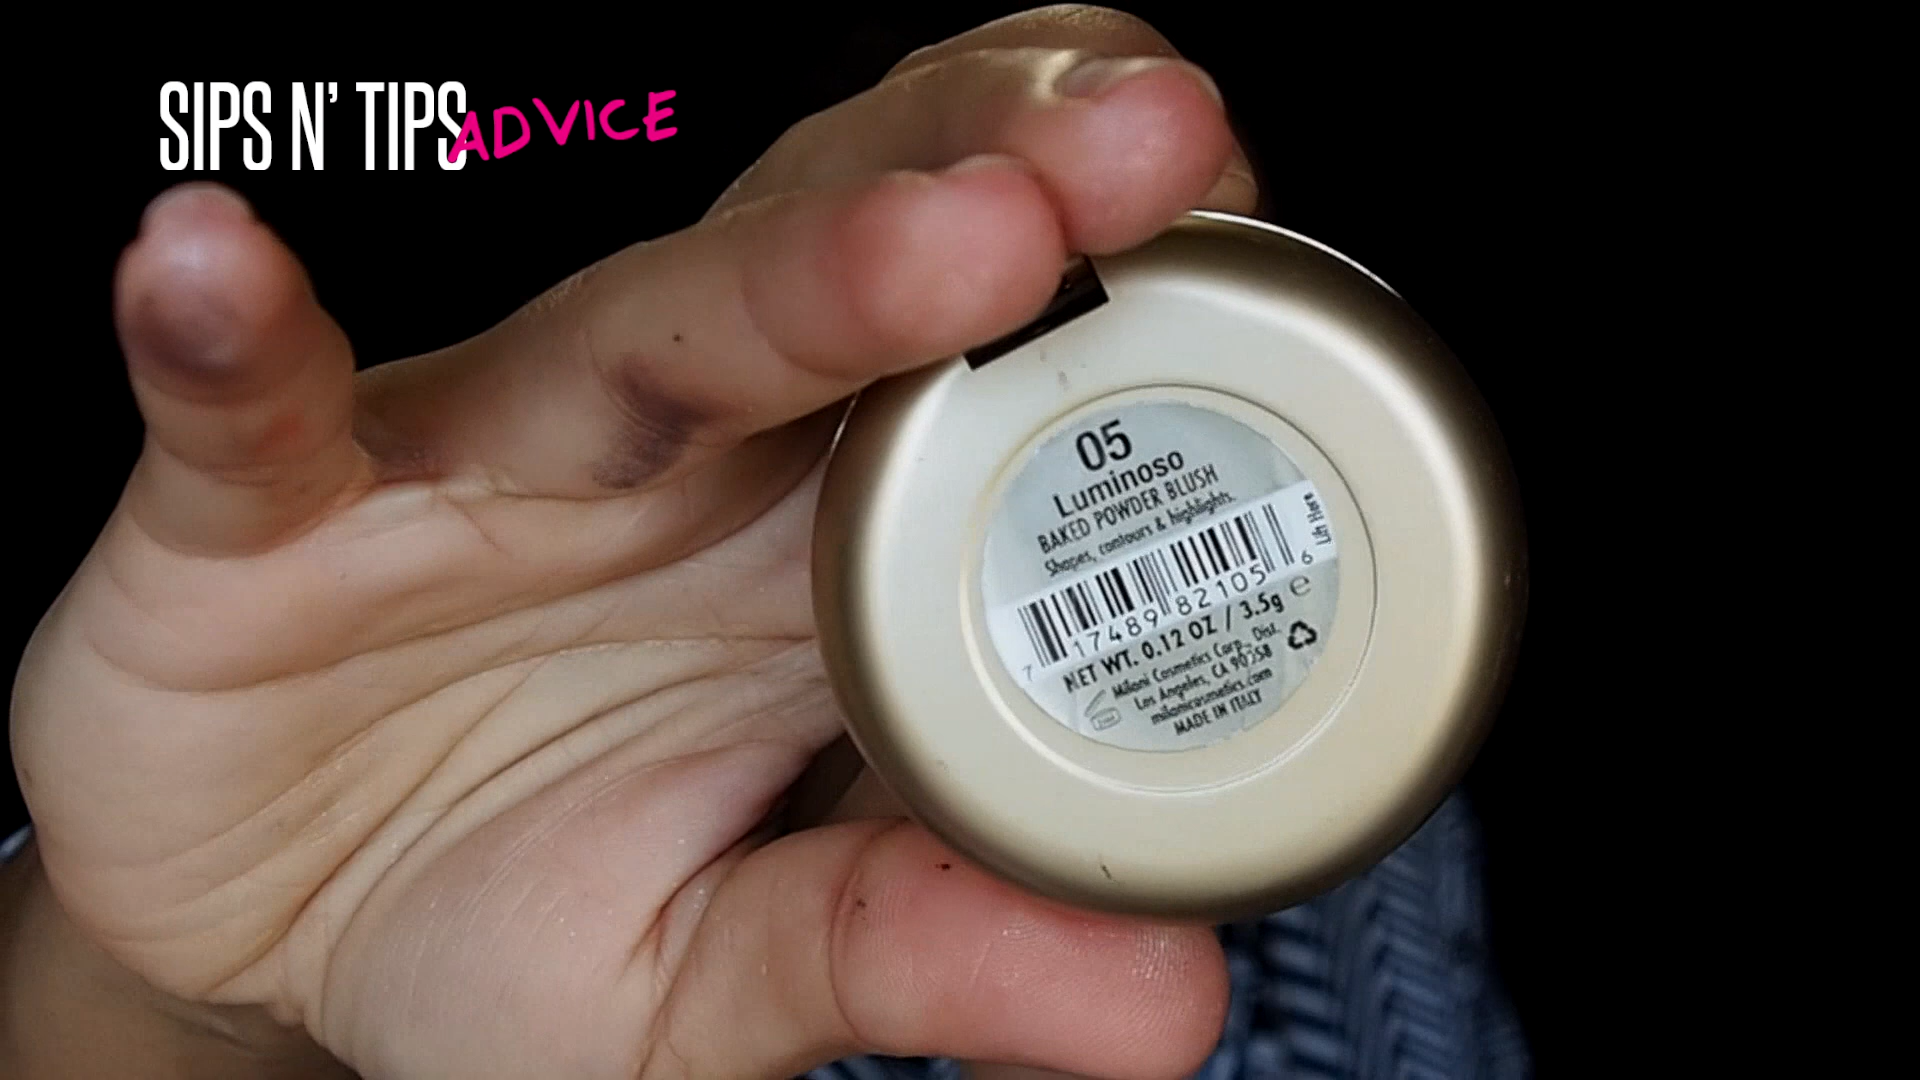 SIPS N' TIPS
ADVICE
05
Luminoso
BAKED POWDER BLUSH
Shapes, contours & highlights.
Lift Here
7 17489 82105 6
NET WT. 0.12 OZ / 3.5g e
Milani Cosmetics Corp., Dist.
Los Angeles, CA 90058
milanicosmetics.com
MADE IN ITALY